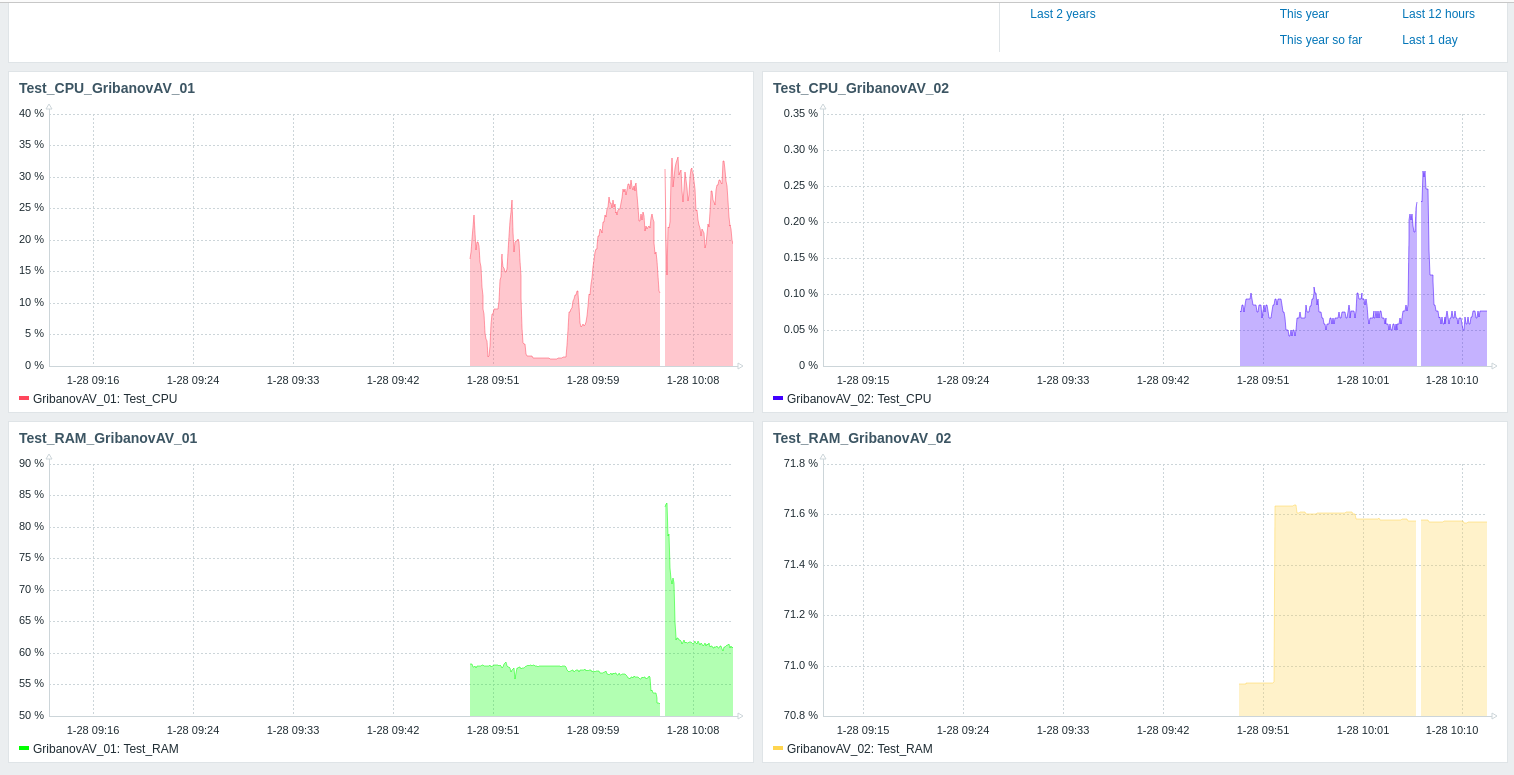 Last 2 years This year Last 12 hours
This year so far Last 1 day
Test_CPU_GribanovAV_01
40 %
35 %
30 %
25 %
20 %
15 %
10 %
5 %
0 %
1-28 09:16 1-28 09:24 1-28 09:33 1-28 09:42 1-28 09:51 1-28 09:59 1-28 10:08
GribanovAV_01: Test_CPU
Test_CPU_GribanovAV_02
0.35 %
0.30 %
0.25 %
0.20 %
0.15 %
0.10 %
0.05 %
0 %
1-28 09:15 1-28 09:24 1-28 09:33 1-28 09:42 1-28 09:51 1-28 10:01 1-28 10:10
GribanovAV_02: Test_CPU
Test_RAM_GribanovAV_01
90 %
85 %
80 %
75 %
70 %
65 %
60 %
55 %
50 %
1-28 09:16 1-28 09:24 1-28 09:33 1-28 09:42 1-28 09:51 1-28 09:59 1-28 10:08
GribanovAV_01: Test_RAM
Test_RAM_GribanovAV_02
71.8 %
71.6 %
71.4 %
71.2 %
71.0 %
70.8 %
1-28 09:15 1-28 09:24 1-28 09:33 1-28 09:42 1-28 09:51 1-28 10:01 1-28 10:10
GribanovAV_02: Test_RAM